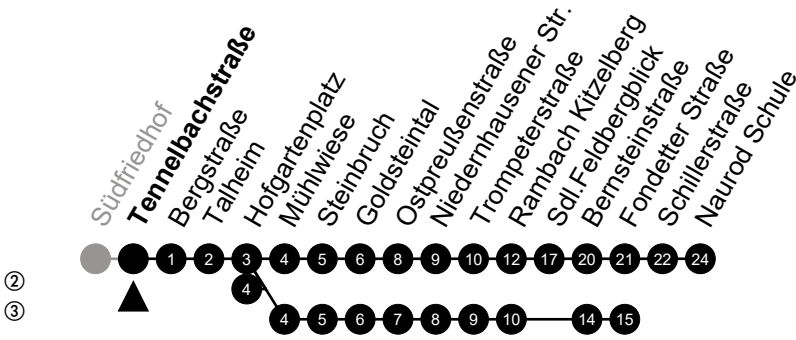 Südfriedhof
Tennelbachstraße
Bergstraße
Talheim
Hofgartenplatz
Mühlwiese
Steinbruch
Goldsteintal
Ostpreußenstraße
Niedernhausener Str.
Trompeterstraße
Rambach Kitzelberg
Sdl.Feldbergblick
Bernsteinstraße
Fondetter Straße
Schillerstraße
Naurod Schule
1 2 3 4 5 6 8 9 10 12 17 20 21 22 24
② 4
③ 4 5 6 7 8 9 10 14 15